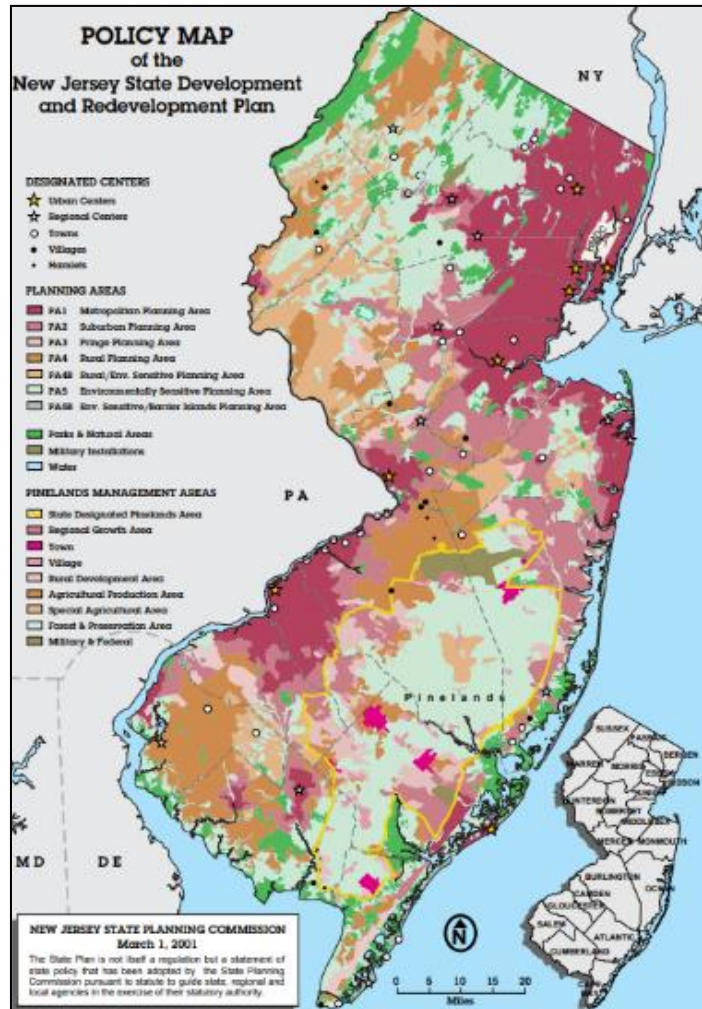 POLICY MAP
of the
New Jersey State Development
and Redevelopment Plan
NY
DESIGNATED CENTERS
Urban Centers
Regional Centers
Towns
Villages
Hamlets
PLANNING AREAS
PA1 Metropolitan Planning Area
PA2 Suburban Planning Area
PA3 Fringe Planning Area
PA4 Rural Planning Area
PA4B Rural/Env. Sensitive Planning Area
PA5 Environmentally Sensitive Planning Area
PA5B Env. Sensitive/Barrier Islands Planning Area
Parks & Natural Areas
Military Installations
Water
PA
PINELANDS MANAGEMENT AREAS
State Designated Pinelands Area
Regional Growth Area
Town
Village
Rural Development Area
Agricultural Production Area
Special Agricultural Area
Forest & Preservation Area
Military & Federal
Pinelands
MD
DE
SUSSEX
PASSAIC
BERGEN
WARREN
MORRIS
ESSEX
HUDSON
UNION
HUNTERDON
SOMERSET
MIDDLESEX
MERCER
MONMOUTH
BURLINGTON
OCEAN
CAMDEN
GLOUCESTER
SALEM
ATLANTIC
CUMBERLAND
CAPE
MAY
NEW JERSEY STATE PLANNING COMMISSION
March 1, 2001
The State Plan is not itself a regulation but a statement of
state policy that has been adopted by the State Planning
Commission pursuant to statute to guide state, regional and
local agencies in the exercise of their statutory authority.
N
0 5 10 20
Miles